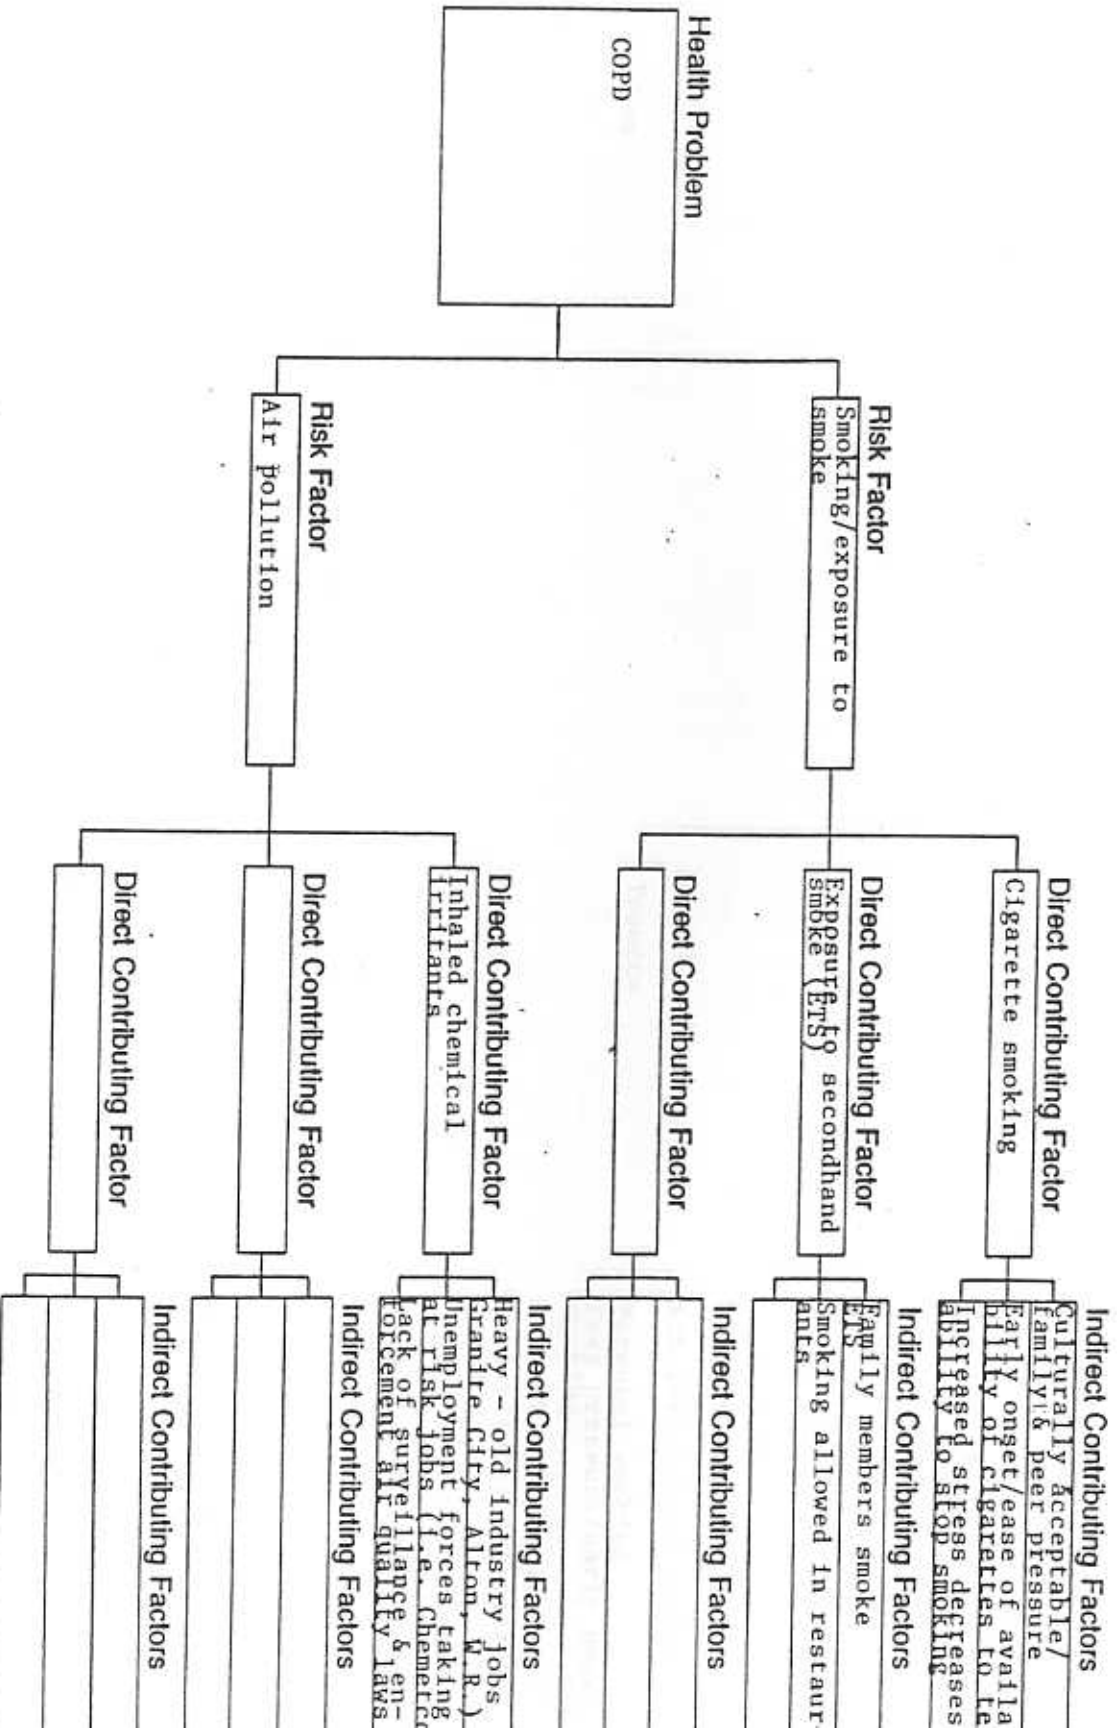 Health Problem
COPD
Risk Factor
Smoking/exposure to
smoke
Risk Factor
Air pollution
Direct Contributing Factor
Cigarette smoking
Direct Contributing Factor
Exposure to secondhand
smoke (ETS)
Direct Contributing Factor
Direct Contributing Factor
Inhaled chemical
irritants
Direct Contributing Factor
Direct Contributing Factor
Indirect Contributing Factors
Culturally acceptable/
family & peer pressure
Early onset/ease of availa
bility of cigarettes to te
Increased stress decreases
ability to stop smoking
Indirect Contributing Factors
Family members smoke
ETS
Smoking allowed in restaur
ants
Indirect Contributing Factors
Indirect Contributing Factors
Heavy - old industry jobs
Granite City, Alton, W.R.)
Unemployment forces taking
at risk jobs (i.e. Chemetco
Lack of surveillance & en-
forcement air quality laws
Indirect Contributing Factors
Indirect Contributing Factors